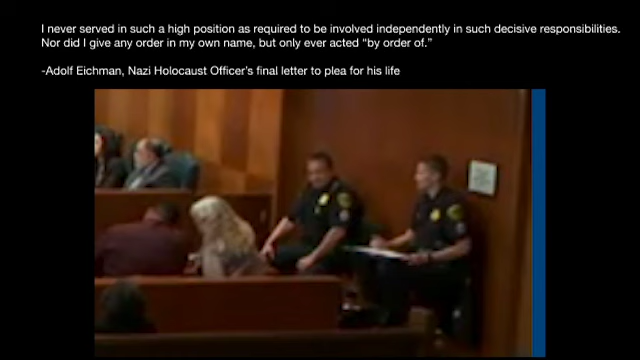 I never served in such a high position as required to be involved independently in such decisive responsibilities.
Nor did I give any order in my own name, but only ever acted “by order of.”
-Adolf Eichman, Nazi Holocaust Officer's final letter to plea for his life